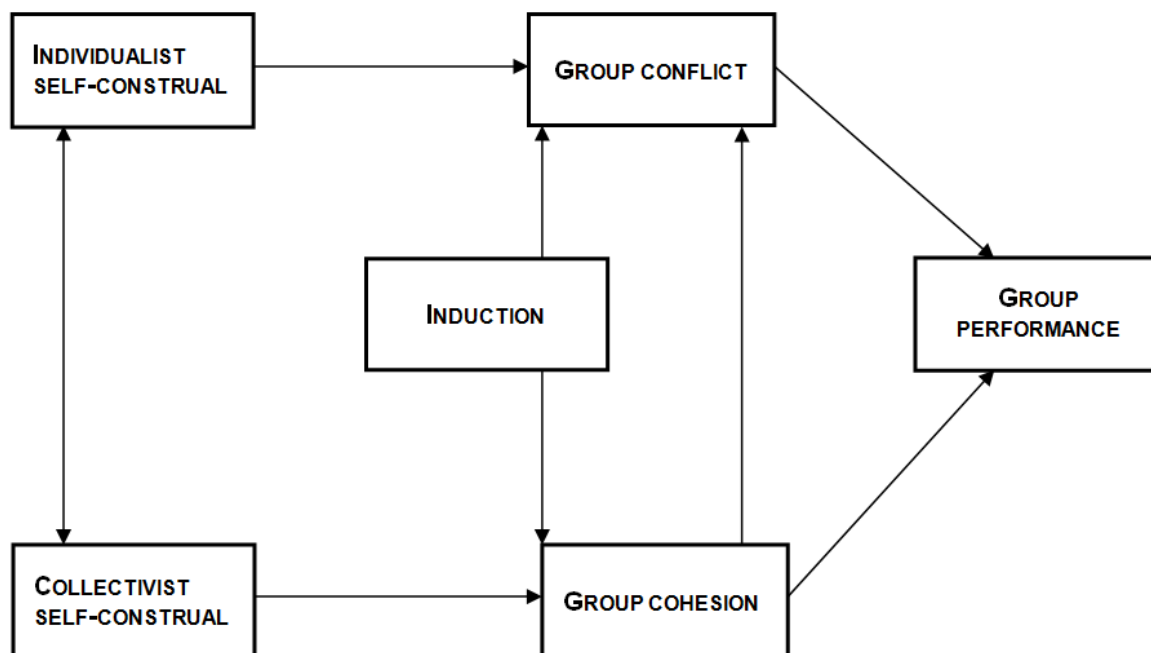 INDIVIDUALIST
SELF-CONSTRUAL
GROUP CONFLICT
INDUCTION
GROUP
PERFORMANCE
COLLECTIVIST
SELF-CONSTRUAL
GROUP COHESION